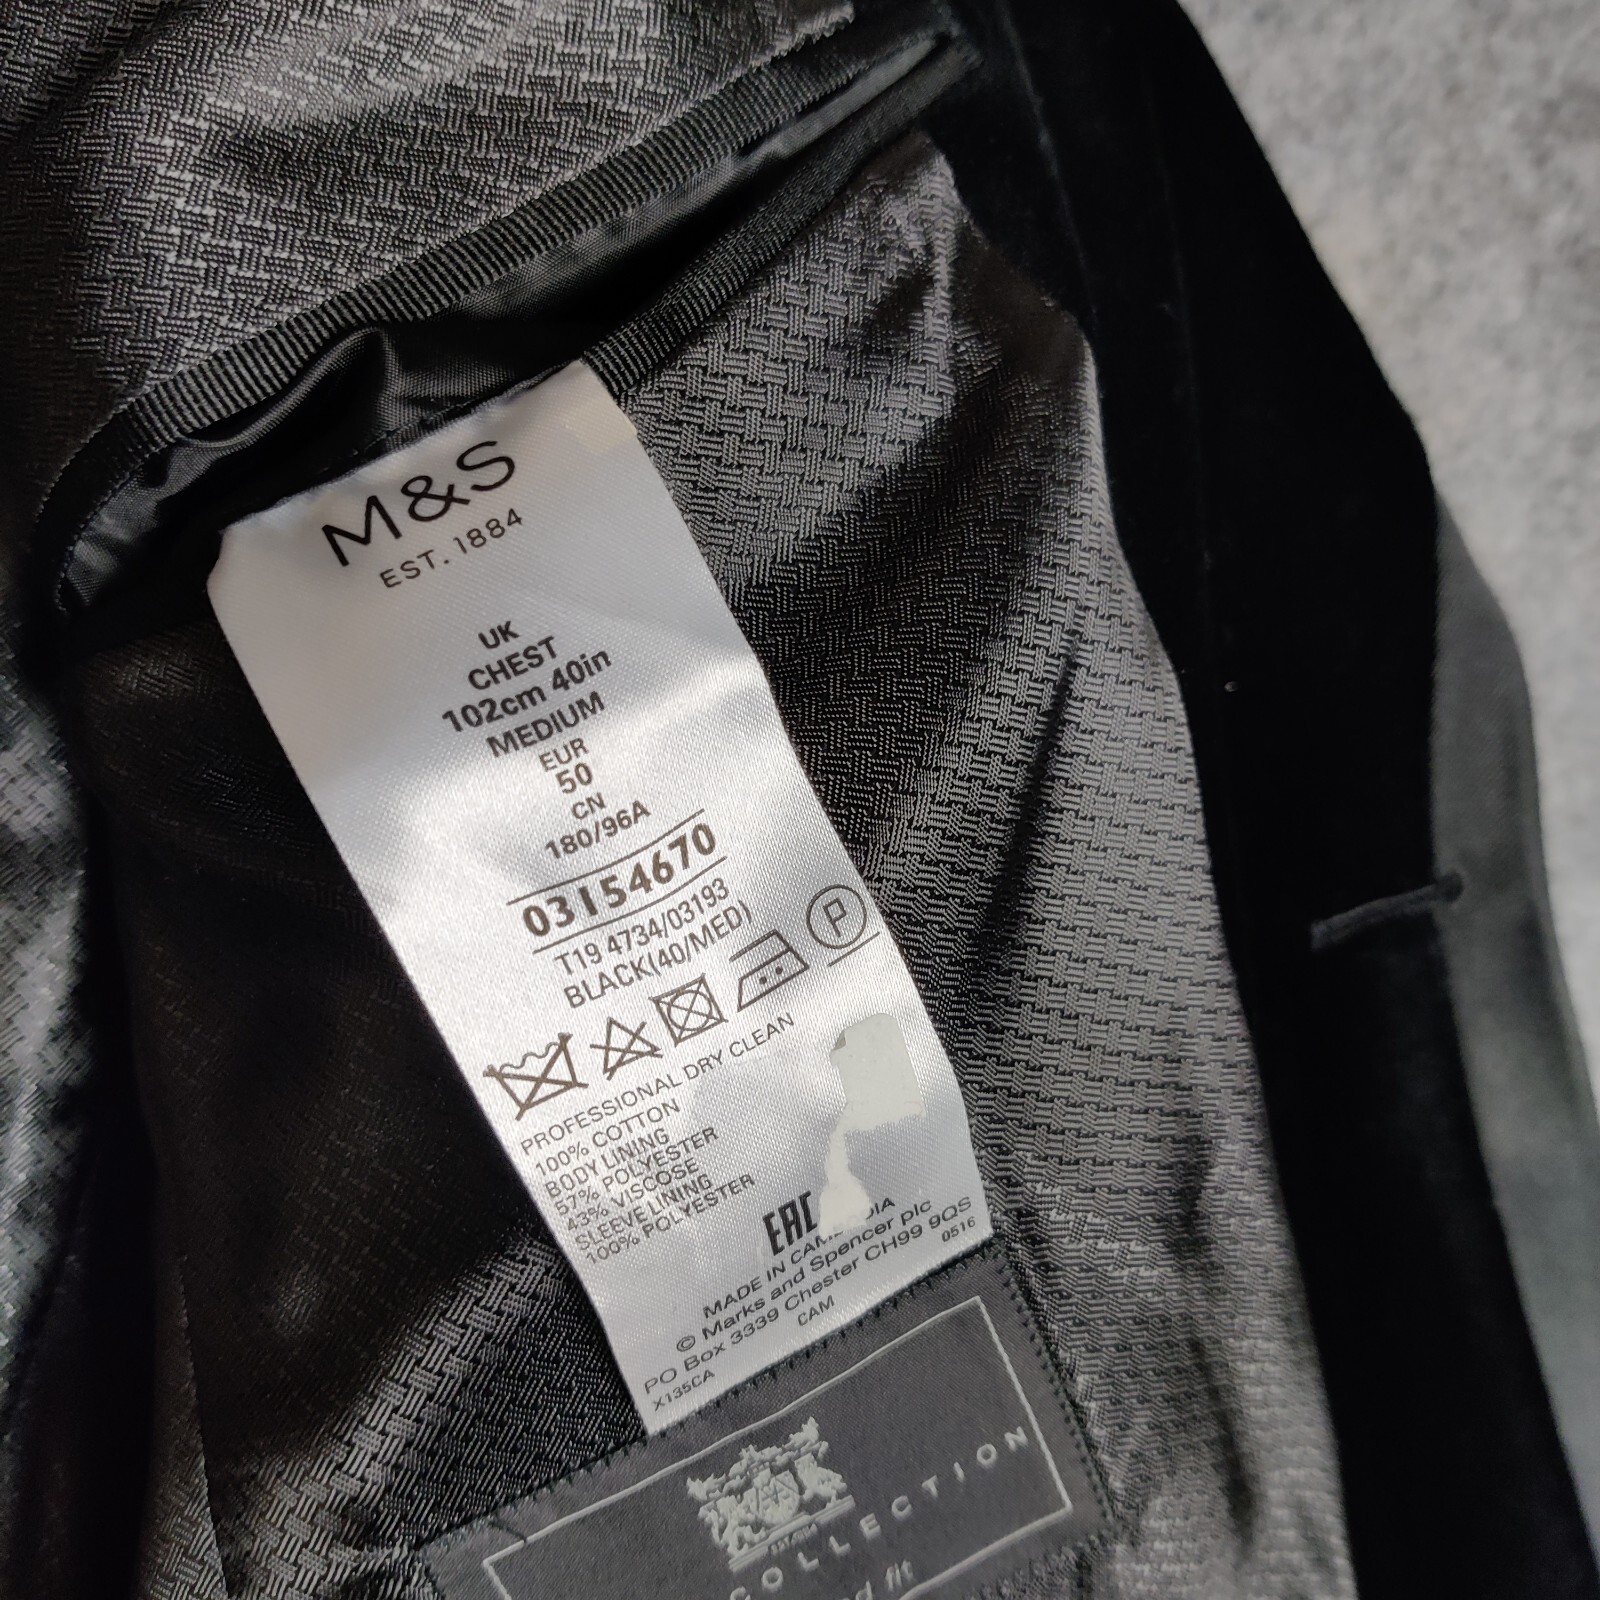 M&S
EST. 1884
UK
CHEST
102cm 40in
MEDIUM
EUR
50
CN
180/96A
03154670
T19 4734/03193
BLACK(40/MED)
P
PROFESSIONAL DRY CLEAN
100% COTTON
BODY LINING
57% POLYESTER
43% VISCOSE
SLEEVE LINING
100% POLYESTER
EAC
MADE IN
© Marks and Spencer plc
PO Box 3339 Chester CH99 9QS
X135CA
CAM
0516
COLLECTION
fit